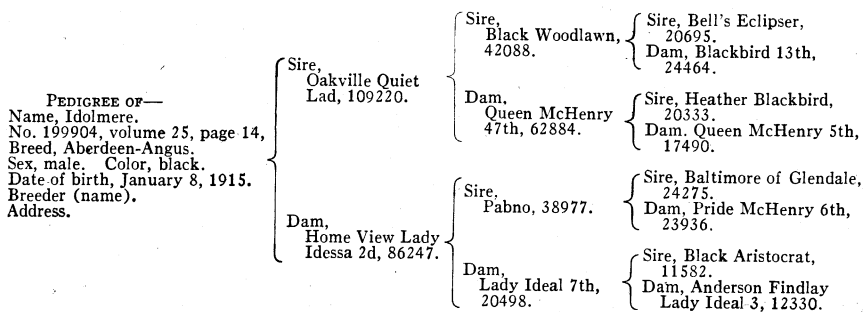 PEDIGREE OF—
Name, Idolmere.
No. 199904, volume 25, page 14,
Breed, Aberdeen-Angus.
Sex, male. Color, black.
Date of birth, January 8, 1915.
Breeder (name).
Address.
Sire,
Oakville Quiet
Lad, 109220.
Dam,
Home View Lady
Idessa 2d, 86247.
Sire,
Black Woodlawn,
42088.
Dam,
Queen McHenry
47th, 62884.
Sire,
Pabno, 38977.
Dam,
Lady Ideal 7th,
20498.
Sire, Bell's Eclipser,
20695.
Dam, Blackbird 13th,
24464.
Sire, Heather Blackbird,
20333.
Dam. Queen McHenry 5th,
17490.
Sire, Baltimore of Glendale,
24275.
Dam, Pride McHenry 6th,
23936.
Sire, Black Aristocrat,
11582.
Dam, Anderson Findlay
Lady Ideal 3, 12330.